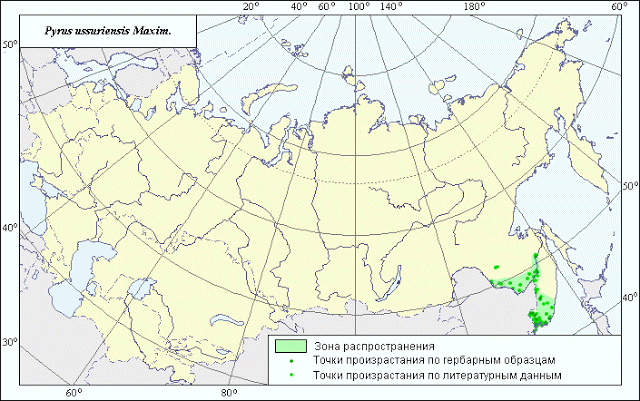 20° 40° 60° 100° 140° 180° 60°
Pyrus ussuriensis Maxim.
50°
50°
40°
40°
30°
Зона распространения
Точки произрастания по гербарным образцам
Точки произрастания по литературным данным
60° 80°